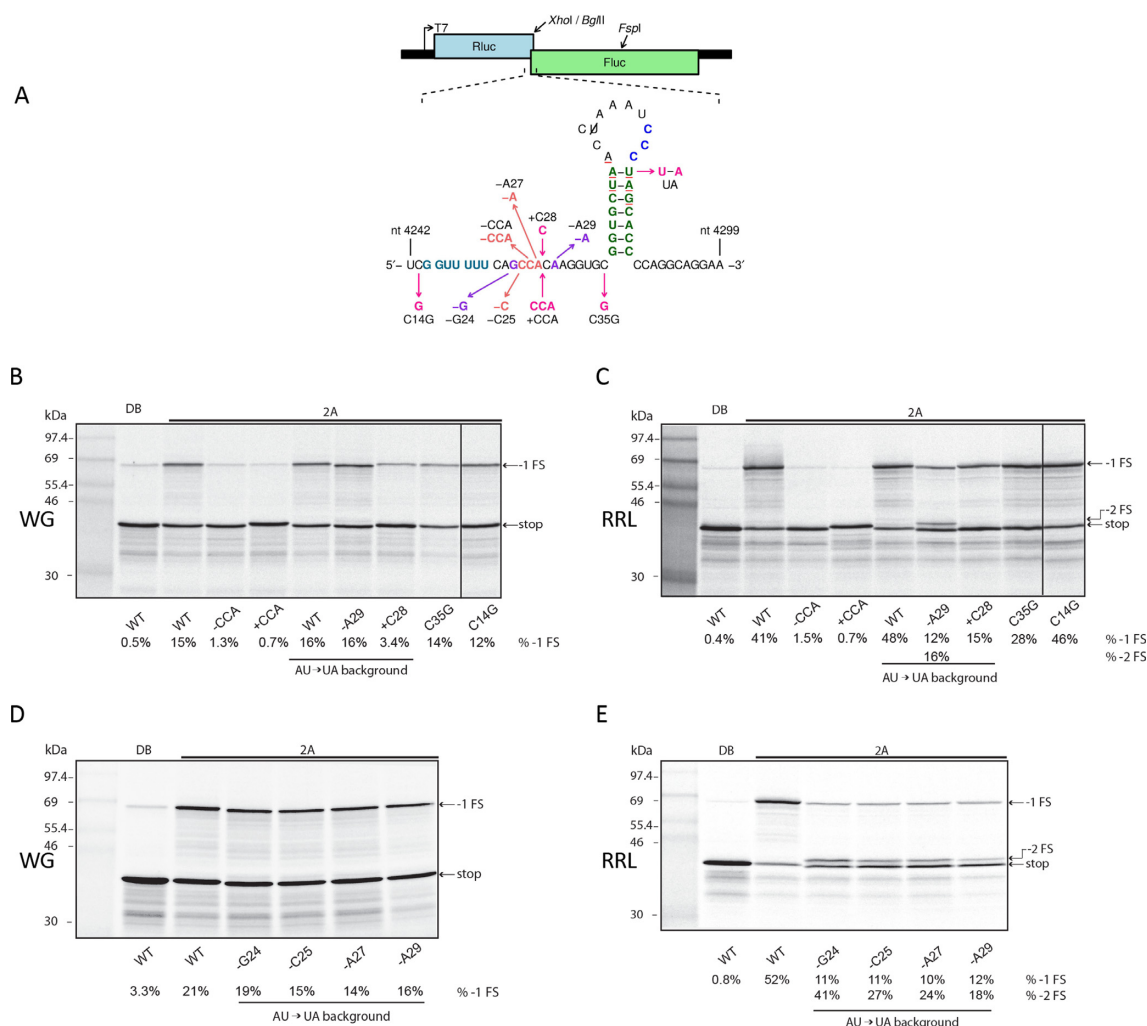 XhoI / BglII
T7
FspI
Rluc
Fluc
A
A A A U C C C
C U C A
A–U → U–A
UA
U–A
C–G
G–C
U–A
G–C
G–C
–A27
–A
–CCA
–CCA
+C28
C
–A29
–A
nt 4242
nt 4299
5′– UCG GUU UUU CAGCCACAAGGUGC CCAGGCAGGAA –3′
G
C14G
–G
–G24
–C
–C25
CCA
+CCA
G
C35G
B
kDa
DB
2A
97.4
69
55.4
46
30
WG
-1 FS
stop
WT WT -CCA +CCA WT -A29 +C28 C35G C14G
0.5% 15% 1.3% 0.7% 16% 16% 3.4% 14% 12% % -1 FS
AU→UA background
C
kDa
DB
2A
97.4
69
55.4
46
30
RRL
-1 FS
-2 FS
stop
WT WT -CCA +CCA WT -A29 +C28 C35G C14G
0.4% 41% 1.5% 0.7% 48% 12% 15% 28% 46% % -1 FS
16% % -2 FS
AU→UA background
D
kDa
DB
2A
97.4
69
55.4
46
30
WG
-1 FS
stop
WT WT -G24 -C25 -A27 -A29
3.3% 21% 19% 15% 14% 16% % -1 FS
AU→UA background
E
kDa
DB
2A
97.4
69
55.4
46
30
RRL
-1 FS
-2 FS
stop
WT WT -G24 -C25 -A27 -A29
0.8% 52% 11% 11% 10% 12% % -1 FS
41% 27% 24% 18% % -2 FS
AU→UA background